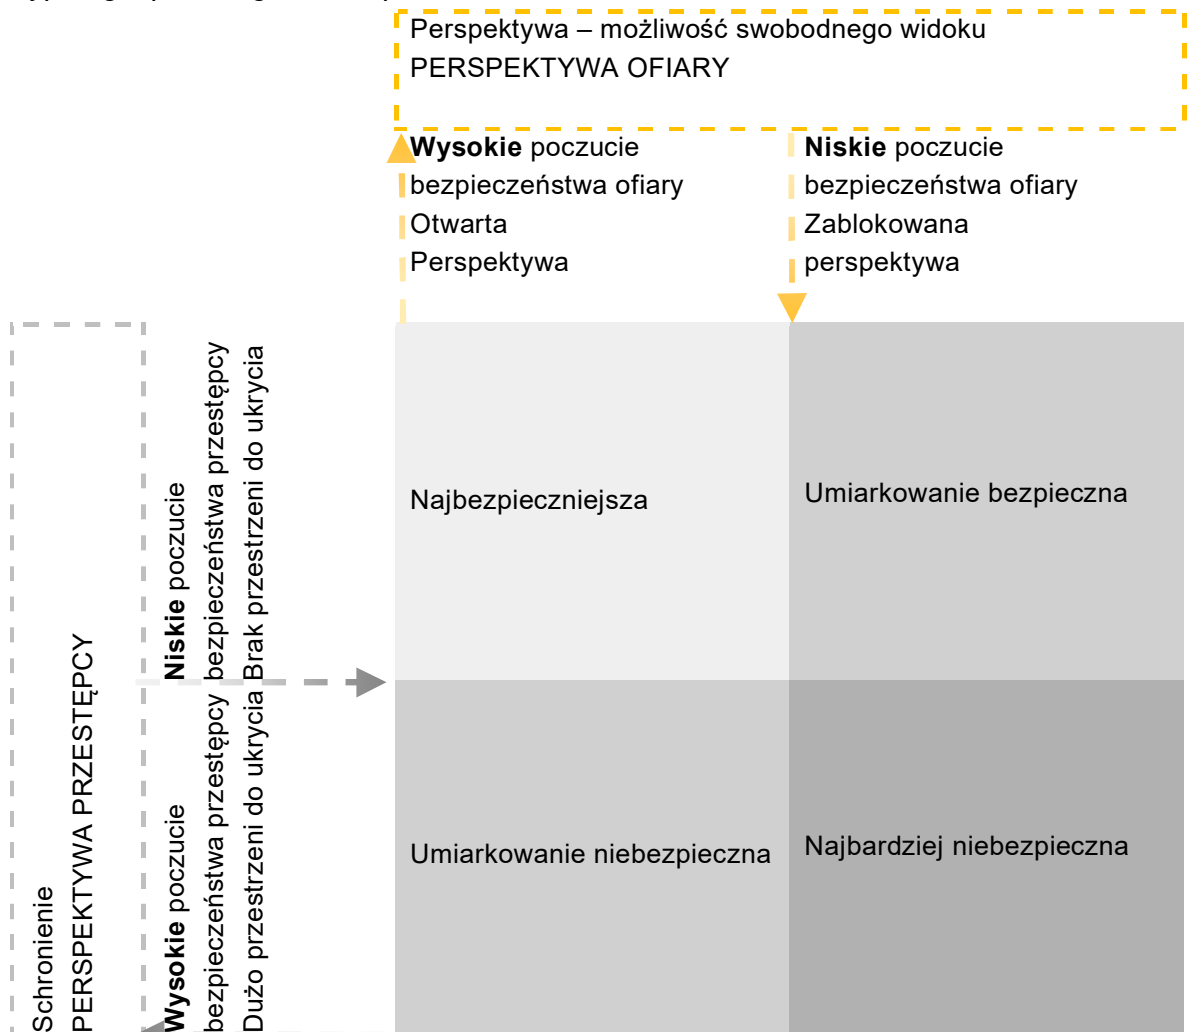 Perspektywa – możliwość swobodnego widoku
PERSPEKTYWA OFIARY
Wysokie poczucie
bezpieczeństwa ofiary
Otwarta
Perspektywa
Niskie poczucie
bezpieczeństwa ofiary
Zablokowana
perspektywa
Schronienie
PERSPEKTYWA PRZESTĘPCY
Niskie poczucie
bezpieczeństwa przestępcy
Brak przestrzeni do ukrycia
Najbezpieczniejsza
Umiarkowanie bezpieczna
Wysokie poczucie
bezpieczeństwa przestępcy
Dużo przestrzeni do ukrycia
Umiarkowanie niebezpieczna
Najbardziej niebezpieczna